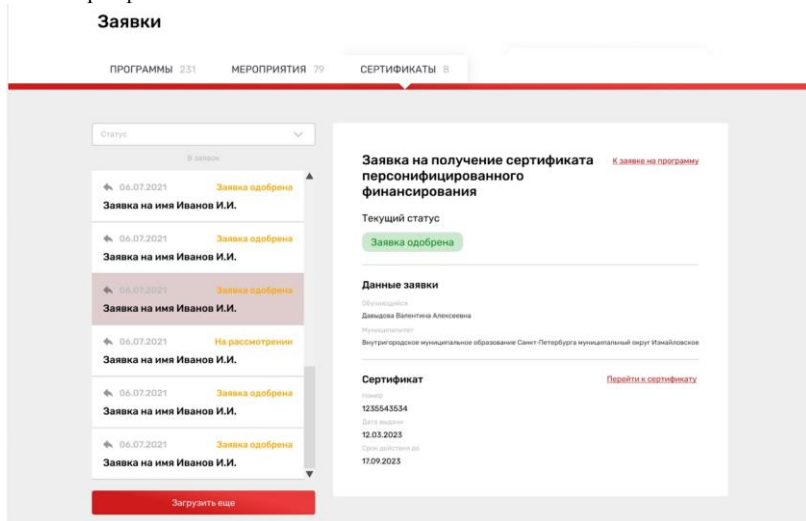 Заявки
ПРОГРАММЫ 231 МЕРОПРИЯТИЯ 79 СЕРТИФИКАТЫ 8
Статус
8 заявок
06.07.2021 Заявка одобрена
Заявка на имя Иванов И.И.
06.07.2021 Заявка одобрена
Заявка на имя Иванов И.И.
06.07.2021 Заявка одобрена
Заявка на имя Иванов И.И.
06.07.2021 На рассмотрении
Заявка на имя Иванов И.И.
06.07.2021 Заявка одобрена
Заявка на имя Иванов И.И.
06.07.2021 Заявка одобрена
Заявка на имя Иванов И.И.
Загрузить еще
Заявка на получение сертификата К заявке на программу
персонифицированного
финансирования
Текущий статус
Заявка одобрена
Данные заявки
Обучающийся
Давыдова Валентина Алексеевна
Муниципалитет
Внутригородское муниципальное образование Санкт-Петербурга муниципальный округ Измайловское
Сертификат Перейти к сертификату
Номер
1235543534
Дата выдачи
12.03.2023
Срок действия до
17.09.2023